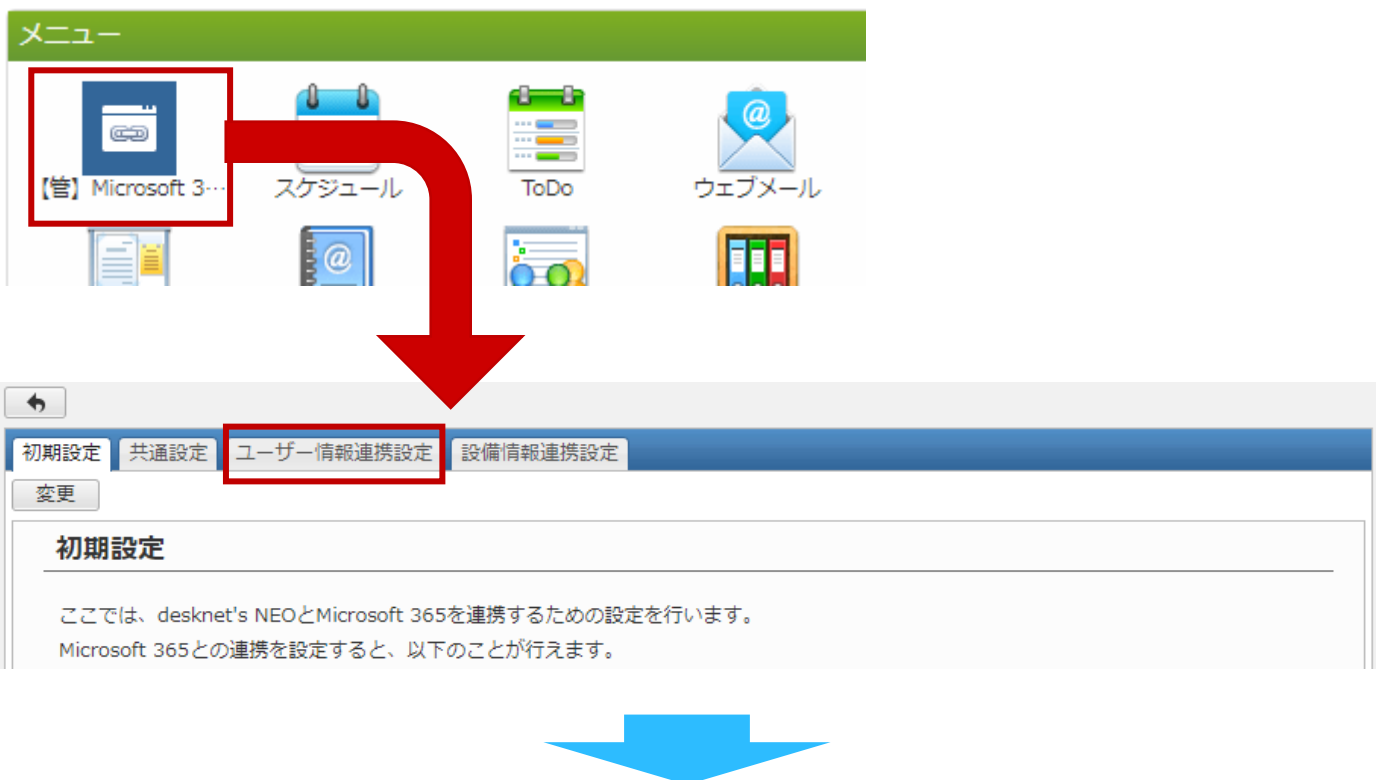 メニュー
【管】Microsoft 3…
スケジュール
ToDo
ウェブメール
初期設定
共通設定
ユーザー情報連携設定
設備情報連携設定
変更
初期設定
ここでは、desknet's NEOとMicrosoft 365を連携するための設定を行います。
Microsoft 365との連携を設定すると、以下のことが行えます。